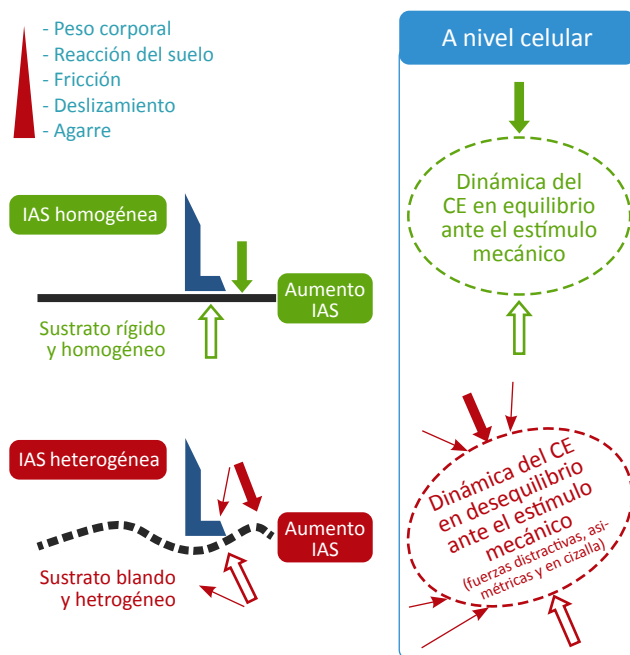 - Peso corporal
- Reacción del suelo
- Fricción
- Deslizamiento
- Agarre
A nivel celular
IAS homogénea
Aumento
IAS
Sustrato rígido
y homogéneo
Dinámica del
CE en equilibrio
ante el estímulo
mecánico
IAS heterogénea
Aumento
IAS
Sustrato blando
y hetrogéneo
Dinámica del CE
en desequilibrio
ante el estímulo
mecánico
(fuerzas distractivas, asi-
métricas y en cizalla)